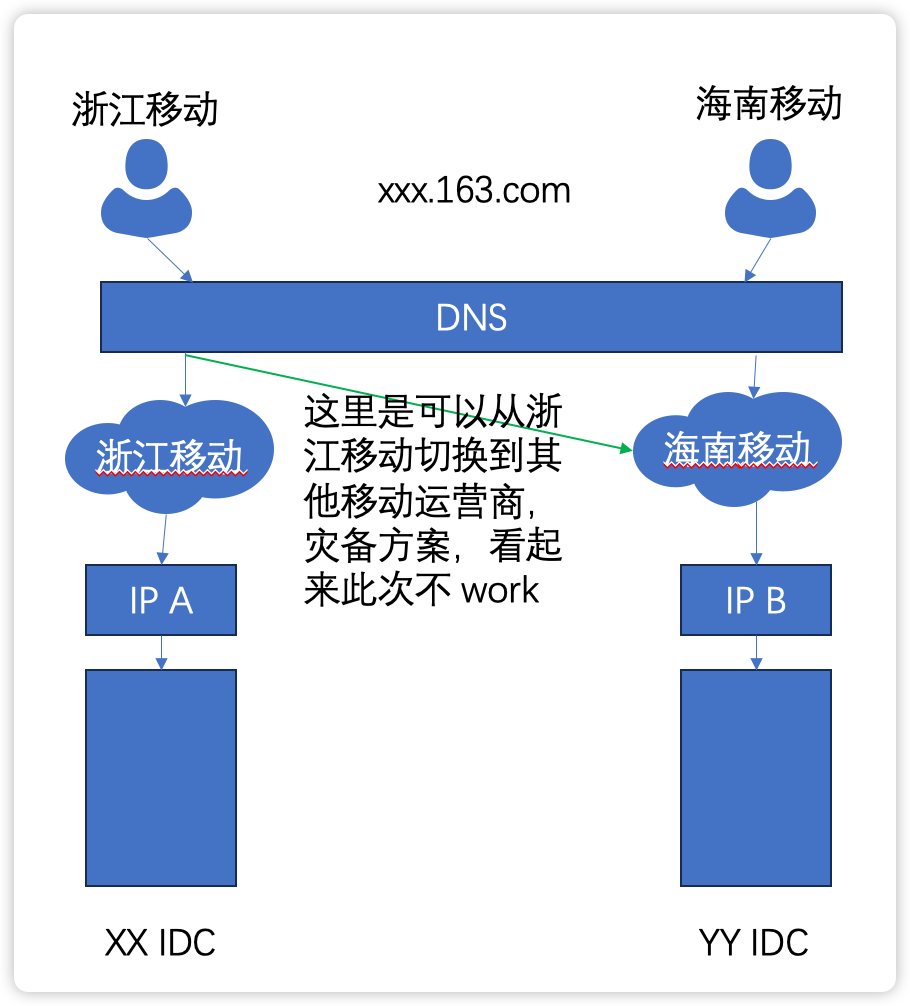 浙江移动
海南移动
xxx.163.com
DNS
这里是可以从浙
江移动切换到其
他移动运营商，
灾备方案，看起
来此次不 work
浙江移动
海南移动
IP A
IP B
XX IDC
YY IDC